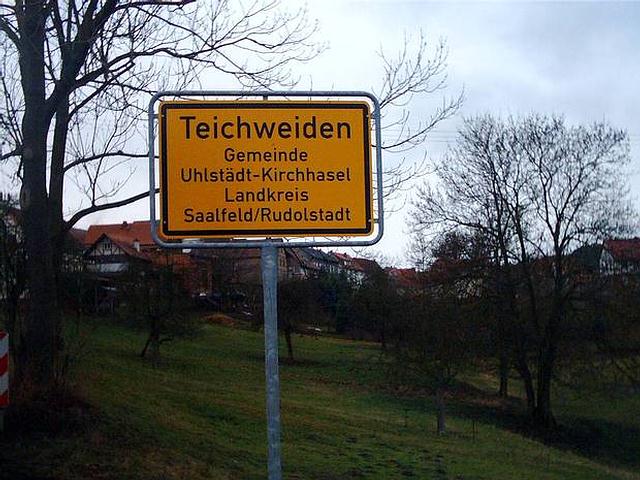 Teichweiden
Gemeinde
Uhlstädt-Kirchhasel
Landkreis
Saalfeld/Rudolstadt